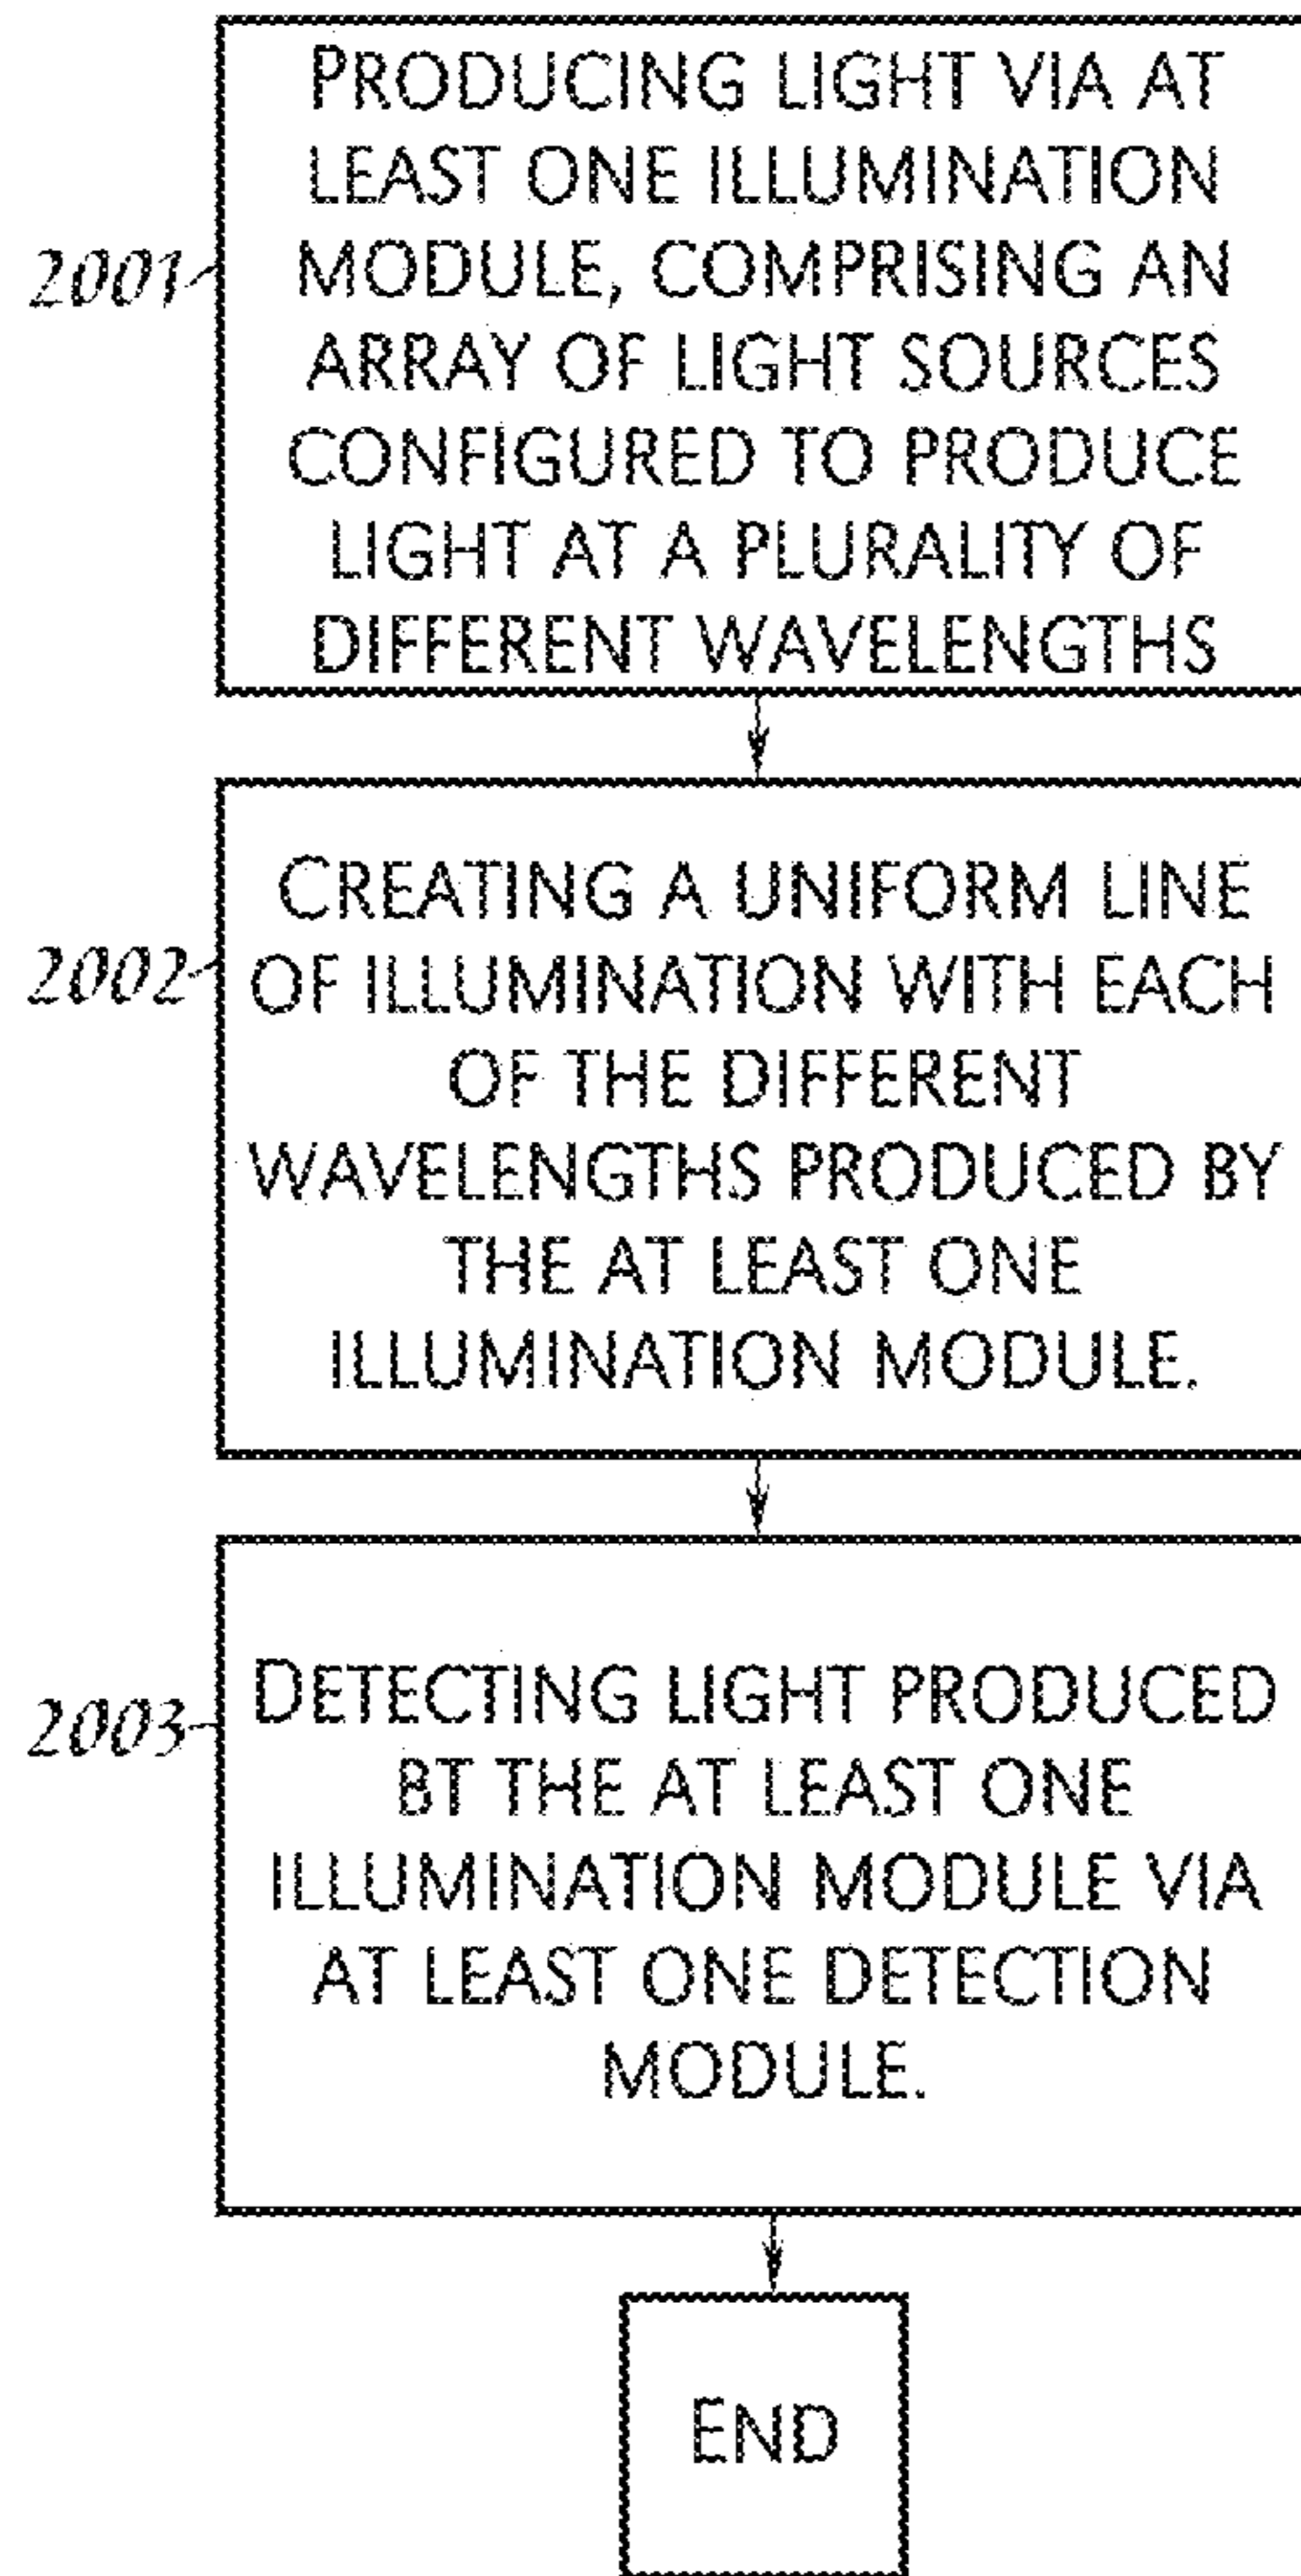 PRODUCING LIGHT VIA AT
LEAST ONE ILLUMINATION
2001
MODULE, COMPRISING AN
ARRAY OF LIGHT SOURCES
CONFIGURED TO PRODUCE
LIGHT AT A PLURALITY OF
DIFFERENT WAVELENGTHS
CREATING A UNIFORM LINE
2002
OF ILLUMINATION WITH EACH
OF THE DIFFERENT
WAVELENGTHS PRODUCED BY
THE AT LEAST ONE
ILLUMINATION MODULE.
2003
DETECTING LIGHT PRODUCED
BT THE AT LEAST ONE
ILLUMINATION MODULE VIA
AT LEAST ONE DETECTION
MODULE.
END